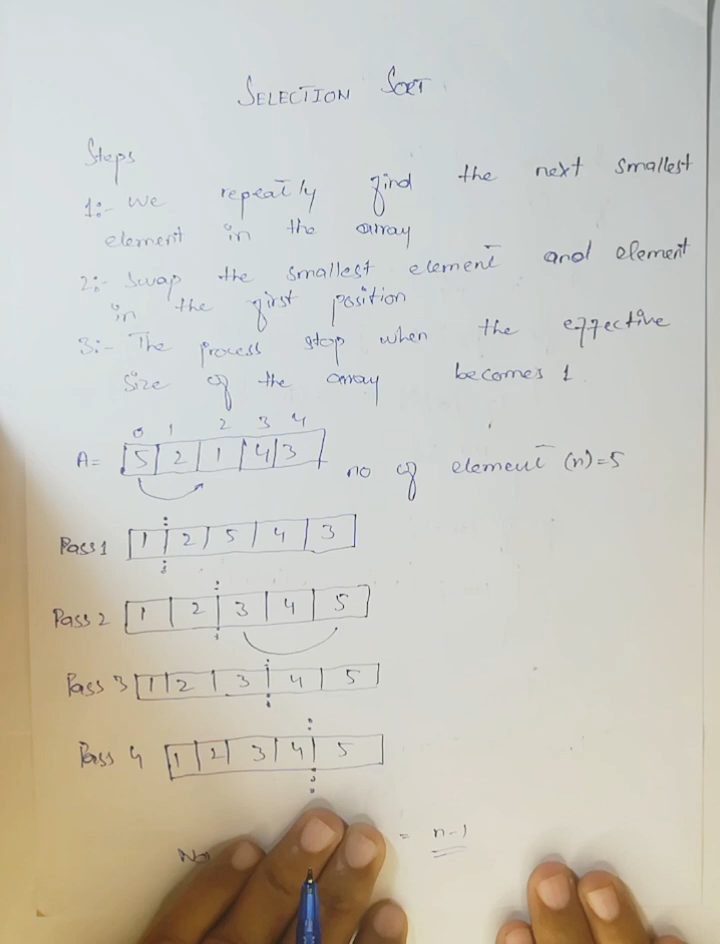 SELECTION SORT
Steps
1:- We repeatly find the next smallest
element in the array
2:- Swap the smallest element and element
in the first position
3:- The process stop when the effective
size of the array becomes 1
0 1 2 3 4
A= 5 2 1 4 3 no of element (n)=5
Pass 1 1 2 5 4 3
Pass 2 1 2 3 4 5
Pass 3 1 2 3 4 5
Pass 4 1 2 3 4 5
No = n-1